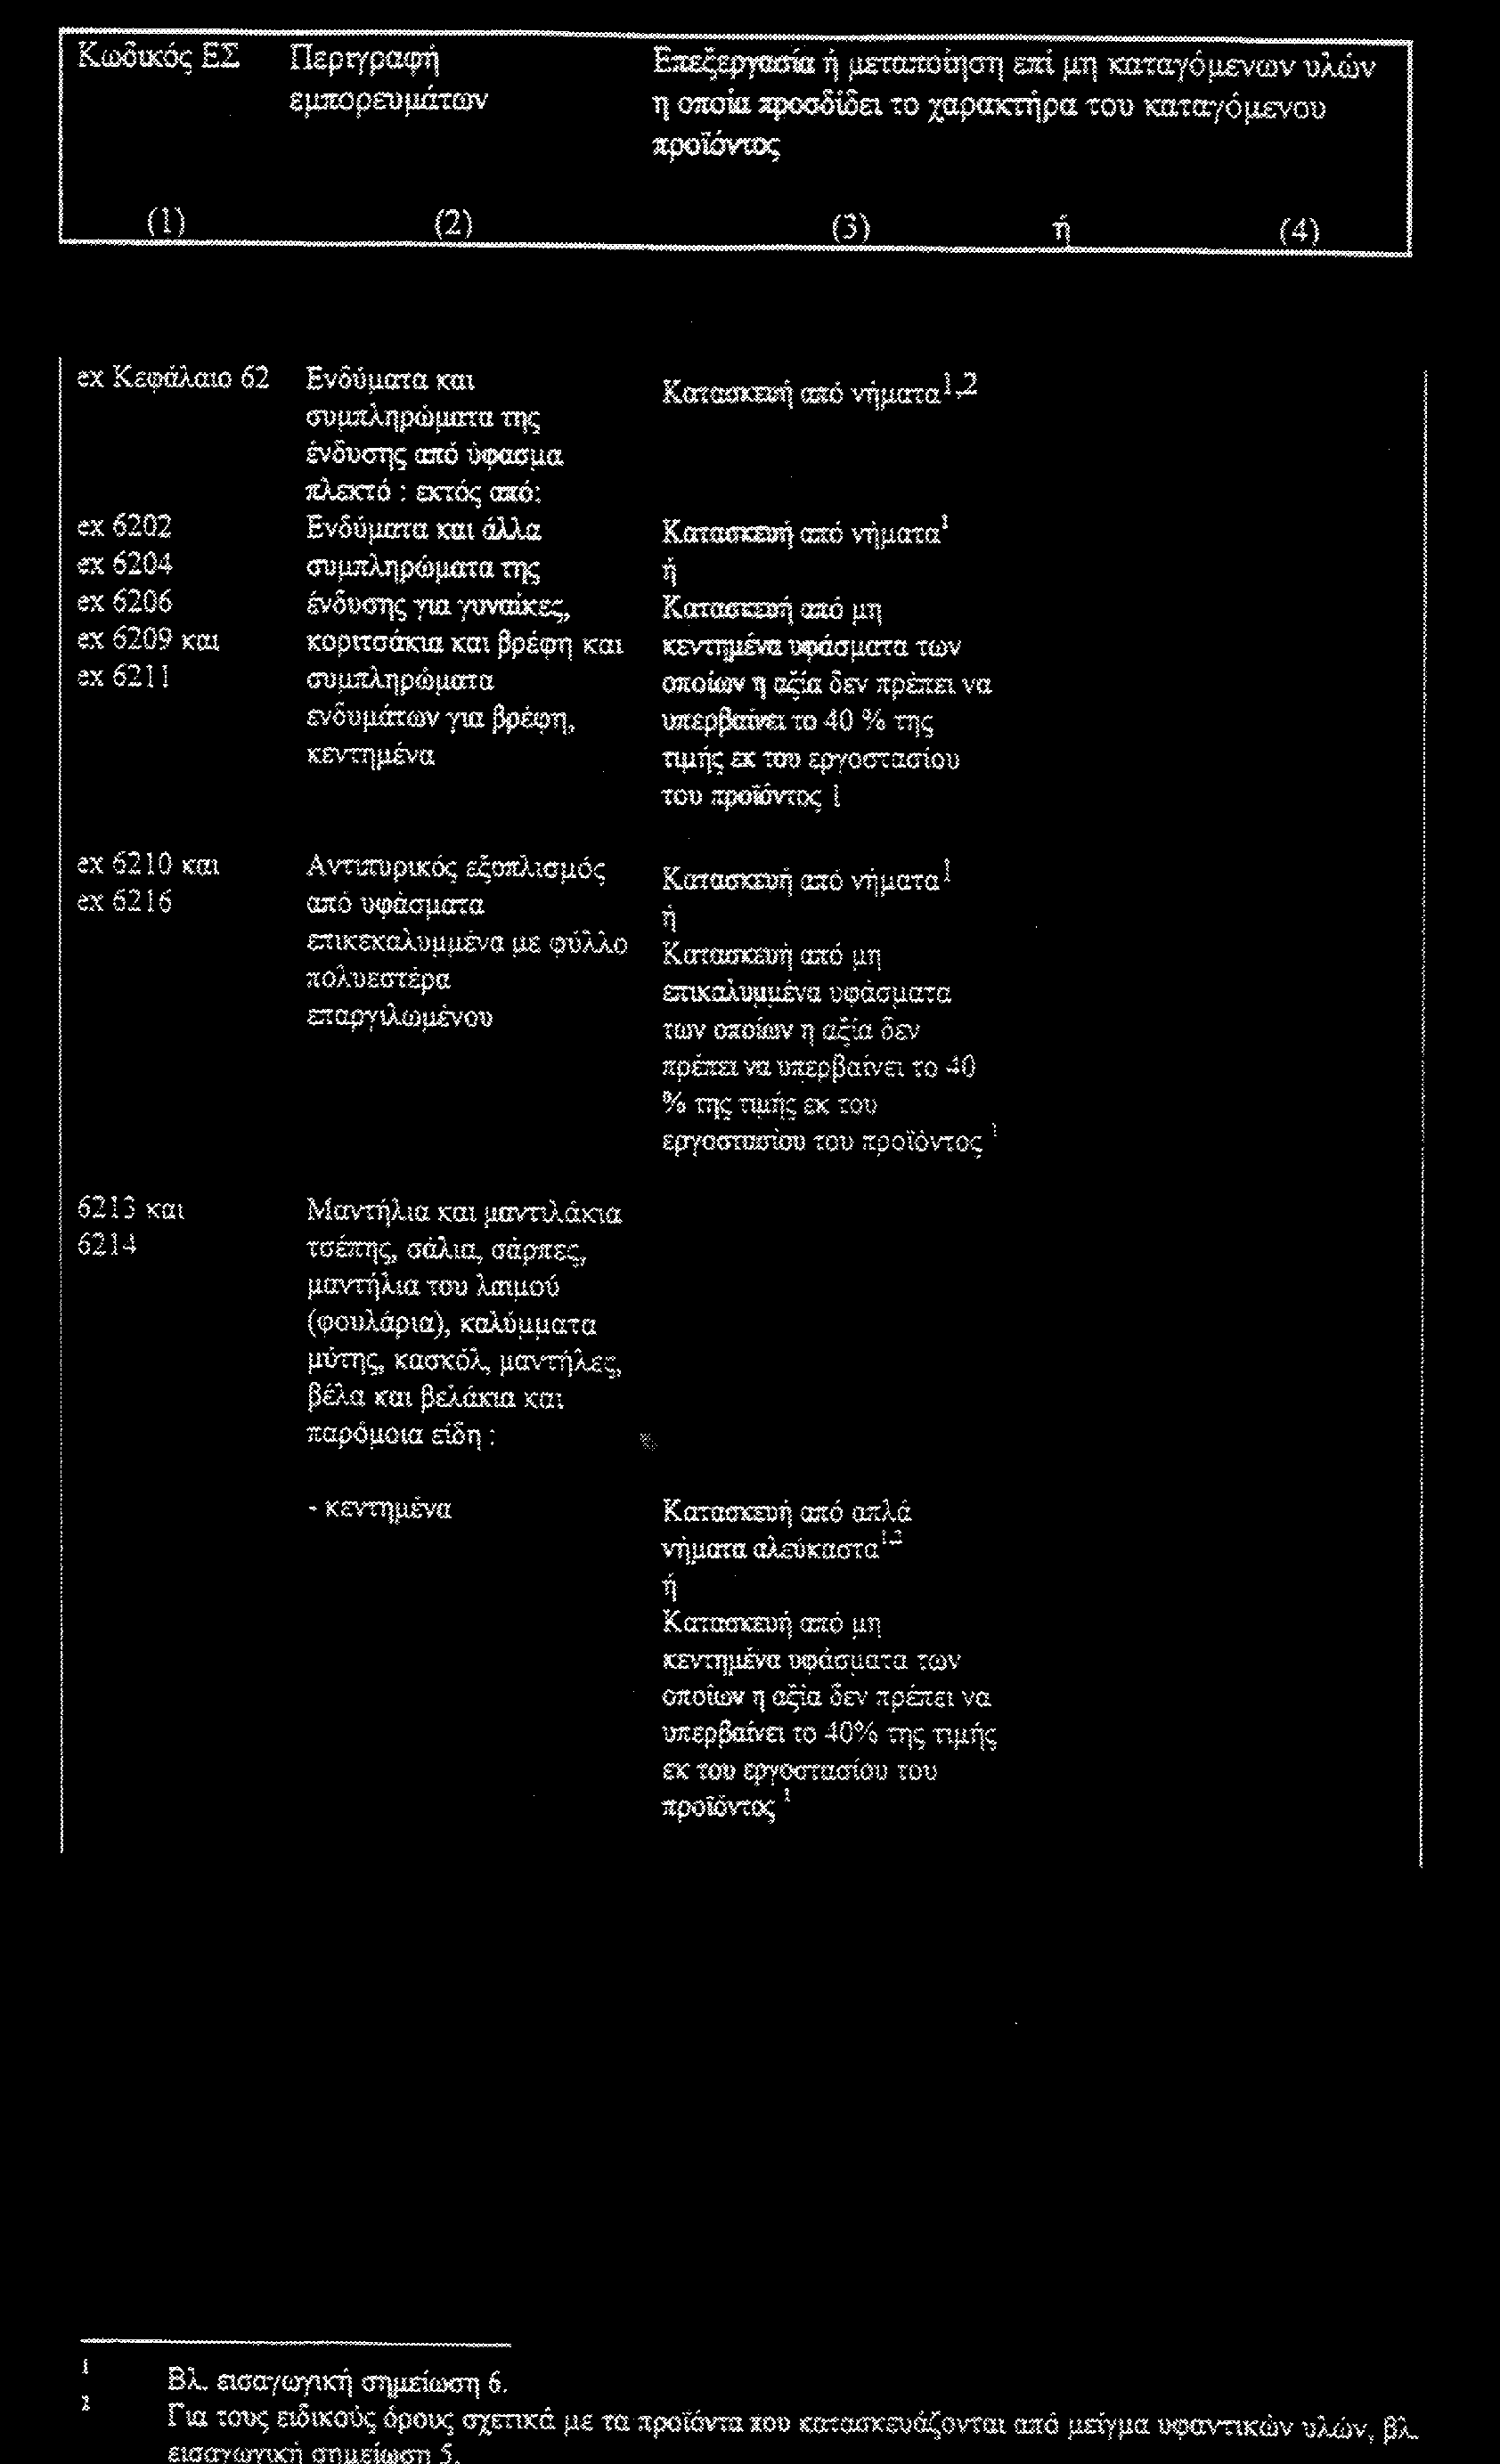 Κωδικός ΕΣ Περιγραφή Επεξεργασία ή μεταποίηση επί μη καταγόμενων υλών
εμπορευμάτων η οποία προσδίδει το χαρακτήρα του καταγόμενου
προϊόντος
(1) (2) (3) ή (4)
ex Κεφάλαιο 62 Ενδύματα και Κατασκευή από νήματα1,2
συμπληρώματα της
ένδυσης από ύφασμα
πλεκτό : εκτός από:
ex 6202 Ενδύματα και άλλα Κατασκευή από νήματα1
ex 6204 συμπληρώματα της ή
ex 6206 ένδυσης για γυναίκες, Κατασκευή από μη
ex 6209 και κοριτσάκια και βρέφη και κεντημένα υφάσματα των
ex 6211 συμπληρώματα οποίων η αξία δεν πρέπει να
ενδυμάτων για βρέφη, υπερβαίνει το 40 % της
κεντημένα τιμής εκ του εργοστασίου
του προϊόντος 1
ex 6210 και Αντιπυρικός εξοπλισμός Κατασκευή από νήματα1
ex 6216 από υφάσματα ή
επικεκαλυμμένα με φύλλο Κατασκευή από μη
πολυεστέρα επικαλυμμένα υφάσματα
επαργιλωμένου των οποίων η αξία δεν
πρέπει να υπερβαίνει το 40
% της τιμής εκ του
εργοστασίου του προϊόντος 1
6213 και Μαντήλια και μαντιλάκια
6214 τσέπης, σάλια, σάρπες,
μαντήλια του λαιμού
(φουλάρια), καλύμματα
μύτης, κασκόλ, μαντήλες,
βέλα και βελάκια και
παρόμοια είδη :
- κεντημένα Κατασκευή από απλά
νήματα αλεύκαστα1,2
ή
Κατασκευή από μη
κεντημένα υφάσματα των
οποίων η αξία δεν πρέπει να
υπερβαίνει το 40% της τιμής
εκ του εργοστασίου του
προϊόντος 1
1 Βλ. εισαγωγική σημείωση 6.
2 Για τους ειδικούς όρους σχετικά με τα προϊόντα που κατασκευάζονται από μείγμα υφαντικών υλών, βλ.
εισαγωγική σημείωση 5.